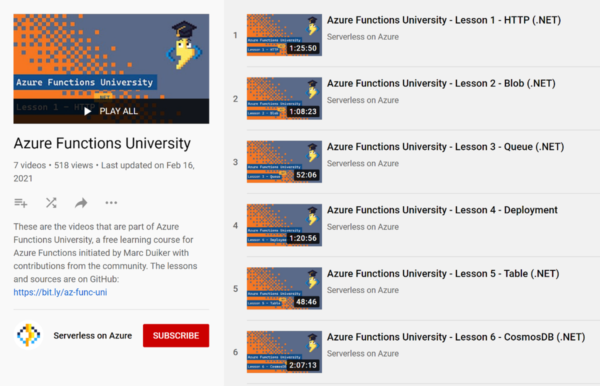 Azure Functions University
Lesson 1 - HTTP
PLAY ALL
Azure Functions University
7 videos • 518 views • Last updated on Feb 16,
2021
These are the videos that are part of Azure
Functions University, a free learning course for
Azure Functions initiated by Marc Duiker with
contributions from the community. The lessons
and sources are on GitHub:
https://bit.ly/az-func-uni
Serverless on Azure
SUBSCRIBE
1
1:25:50
Azure Functions University - Lesson 1 - HTTP (.NET)
Serverless on Azure
2
1:08:23
Azure Functions University - Lesson 2 - Blob (.NET)
Serverless on Azure
3
52:06
Azure Functions University - Lesson 3 - Queue (.NET)
Serverless on Azure
4
1:20:56
Azure Functions University - Lesson 4 - Deployment
Serverless on Azure
5
48:46
Azure Functions University - Lesson 5 - Table (.NET)
Serverless on Azure
6
2:07:13
Azure Functions University - Lesson 6 - CosmosDB (.NET)
Serverless on Azure